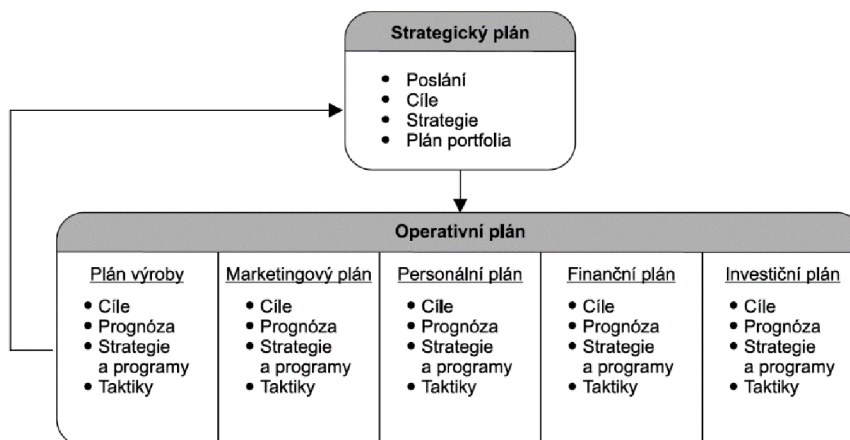 Strategický plán
• Poslání
• Cíle
• Strategie
• Plán portfolia
Operativní plán
Plán výroby
• Cíle
• Prognóza
• Strategie
a programy
• Taktiky
Marketingový plán
• Cíle
• Prognóza
• Strategie
a programy
• Taktiky
Personální plán
• Cíle
• Prognóza
• Strategie
a programy
• Taktiky
Finanční plán
• Cíle
• Prognóza
• Strategie
a programy
• Taktiky
Investiční plán
• Cíle
• Prognóza
• Strategie
a programy
• Taktiky